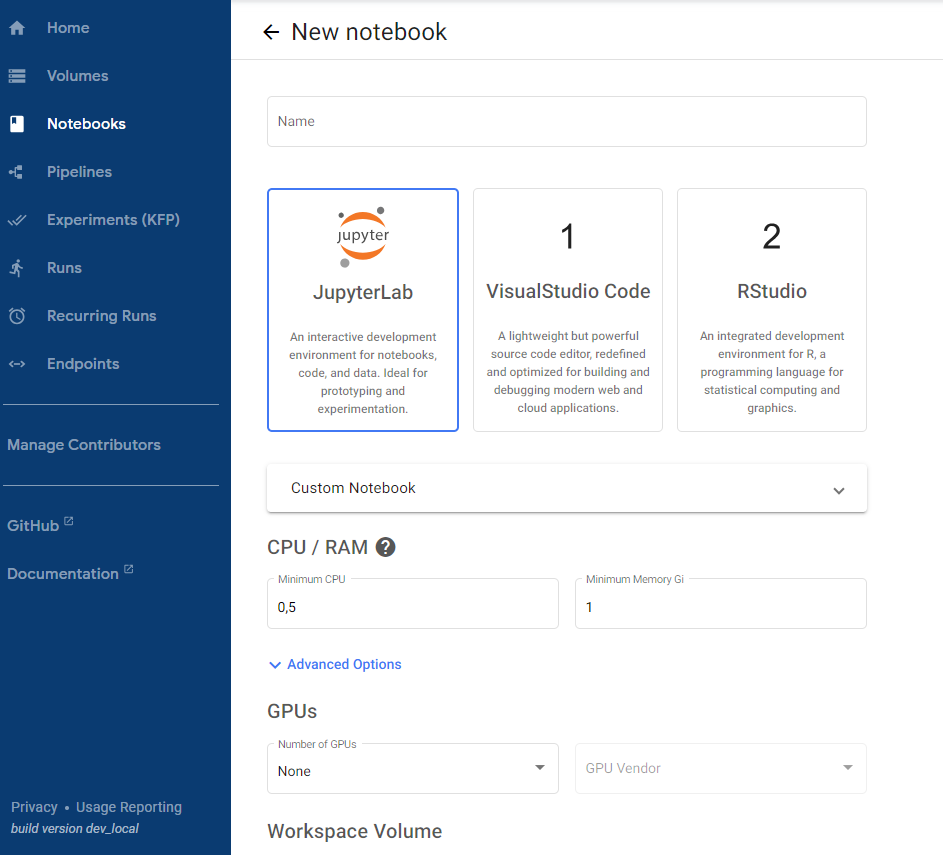 Home
Volumes
Notebooks
Pipelines
Experiments (KFP)
Runs
Recurring Runs
Endpoints
Manage Contributors
GitHub
Documentation
Privacy • Usage Reporting
build version dev_local
New notebook
Name
jupyter
JupyterLab
An interactive development
environment for notebooks,
code, and data. Ideal for
prototyping and
experimentation.
1
VisualStudio Code
A lightweight but powerful
source code editor, redefined
and optimized for building and
debugging modern web and
cloud applications.
2
RStudio
An integrated development
environment for R, a
programming language for
statistical computing and
graphics.
Custom Notebook
CPU / RAM ?
Minimum CPU
0,5
Minimum Memory Gi
1
Advanced Options
GPUs
Number of GPUs
None
GPU Vendor
Workspace Volume